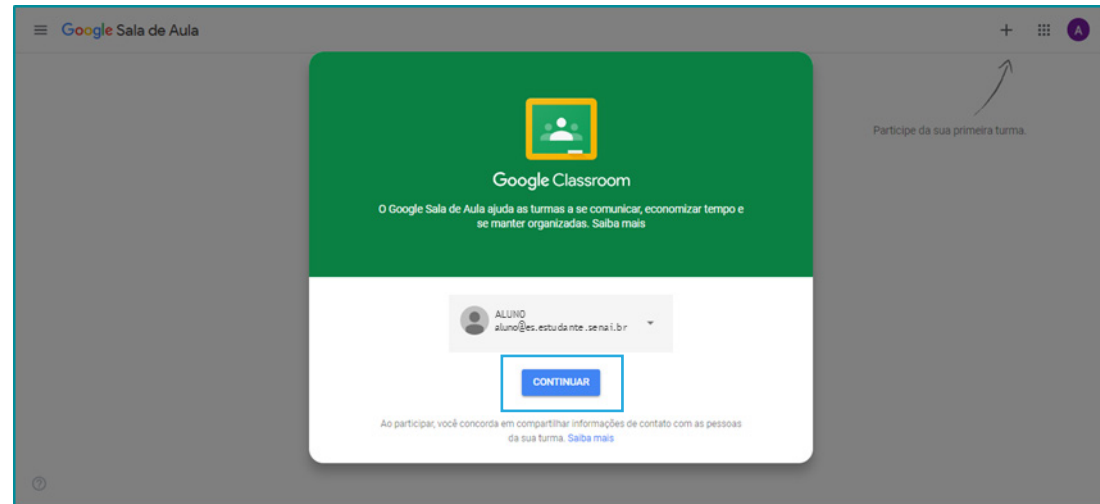 Google Sala de Aula
A
Participe da sua primeira turma.
Google Classroom
O Google Sala de Aula ajuda as turmas a se comunicar, economizar tempo e
se manter organizadas. Saiba mais
ALUNO
aluno@es.estudante.senai.br
CONTINUAR
Ao participar, você concorda em compartilhar informações de contato com as pessoas
da sua turma. Saiba mais